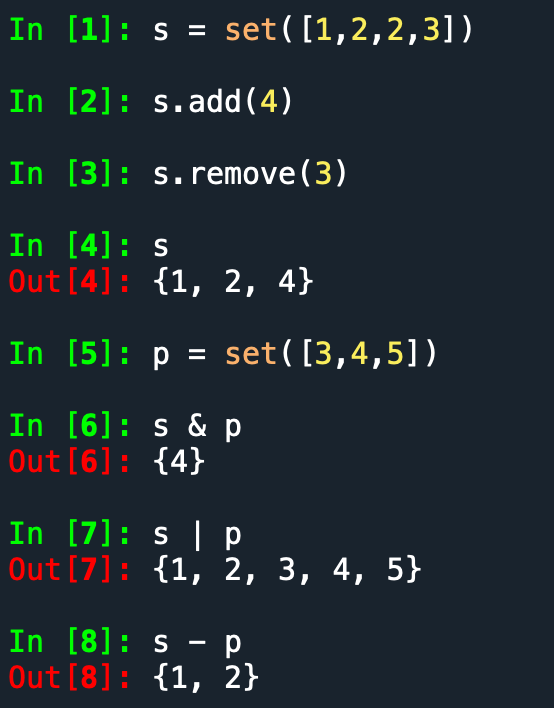 In [1]: s = set([1,2,2,3])
In [2]: s.add(4)
In [3]: s.remove(3)
In [4]: s
Out[4]: {1, 2, 4}
In [5]: p = set([3,4,5])
In [6]: s & p
Out[6]: {4}
In [7]: s | p
Out[7]: {1, 2, 3, 4, 5}
In [8]: s - p
Out[8]: {1, 2}